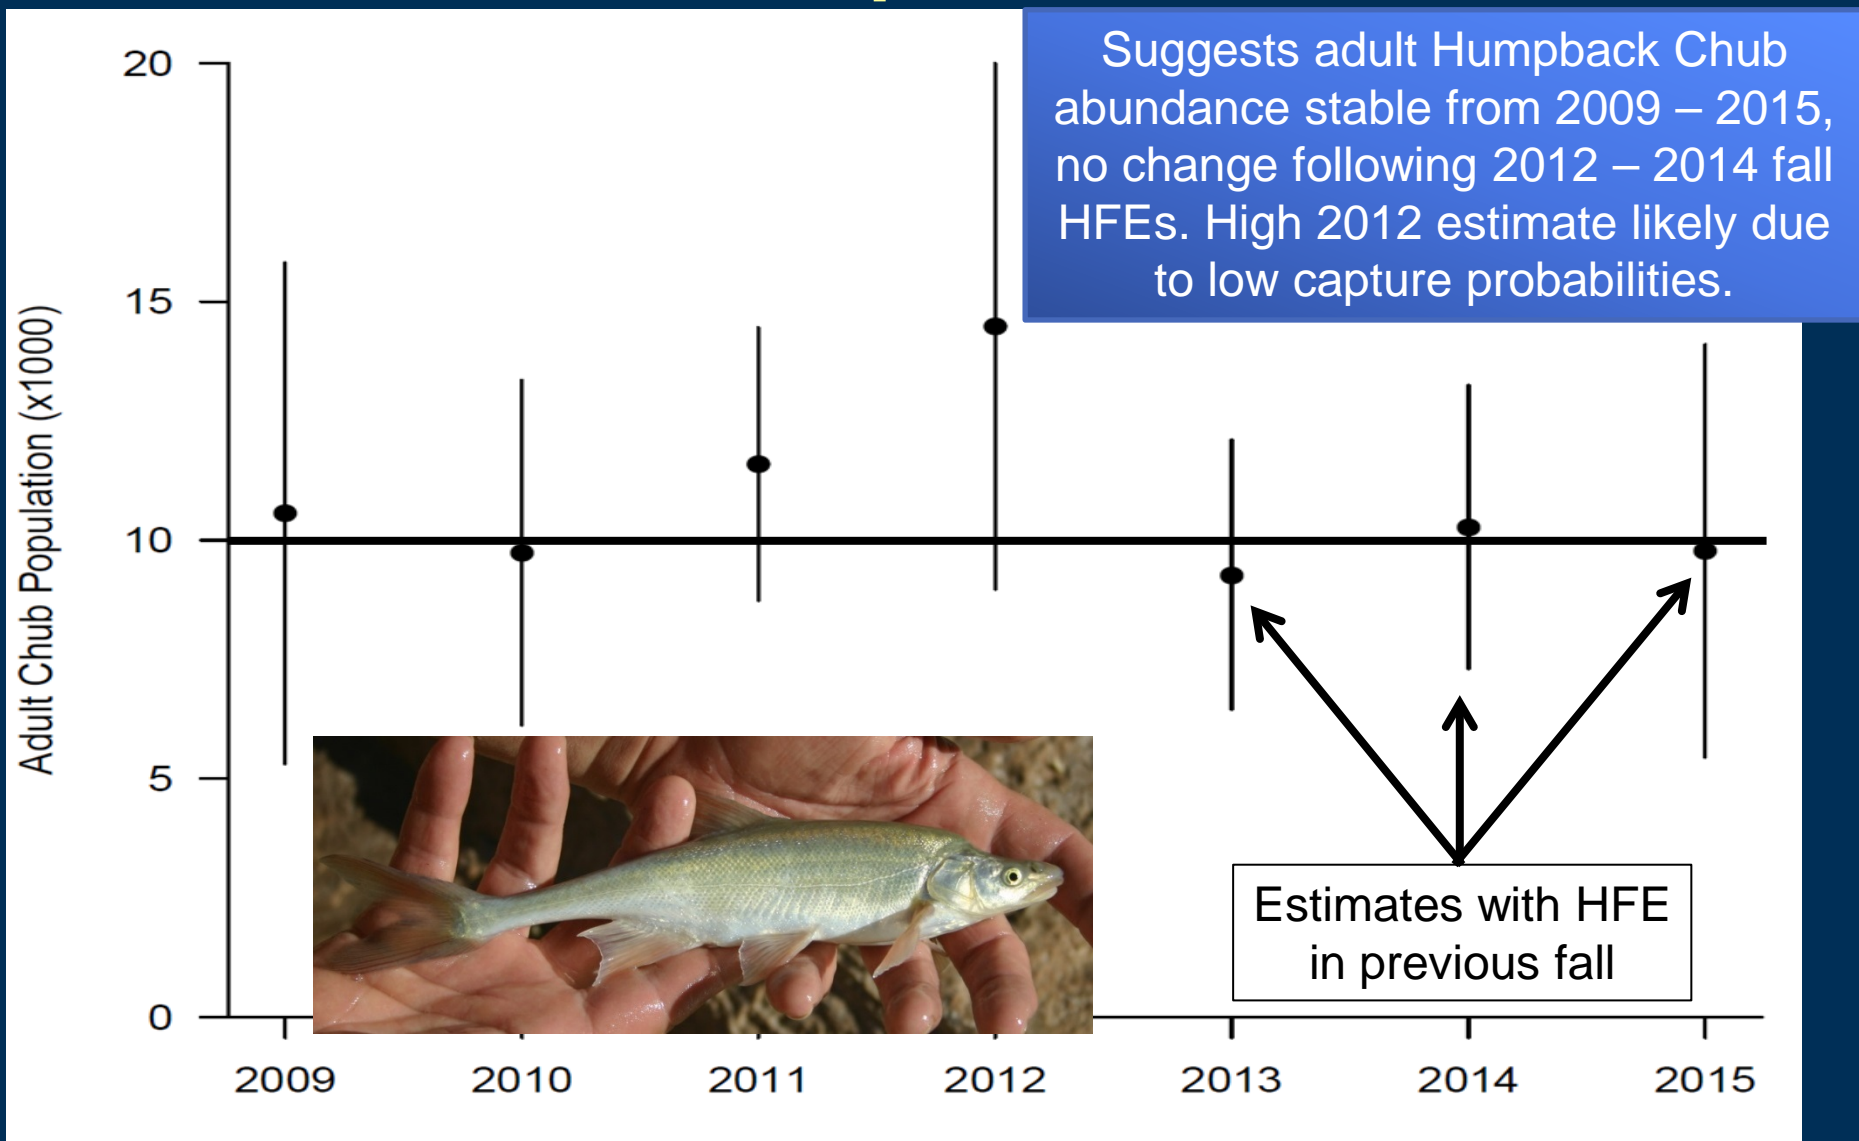 Suggests adult Humpback Chub
abundance stable from 2009 – 2015,
no change following 2012 – 2014 fall
HFEs. High 2012 estimate likely due
to low capture probabilities.
Adult Chub Population (x1000)
20
15
10
5
0
Estimates with HFE
in previous fall
2009 2010 2011 2012 2013 2014 2015